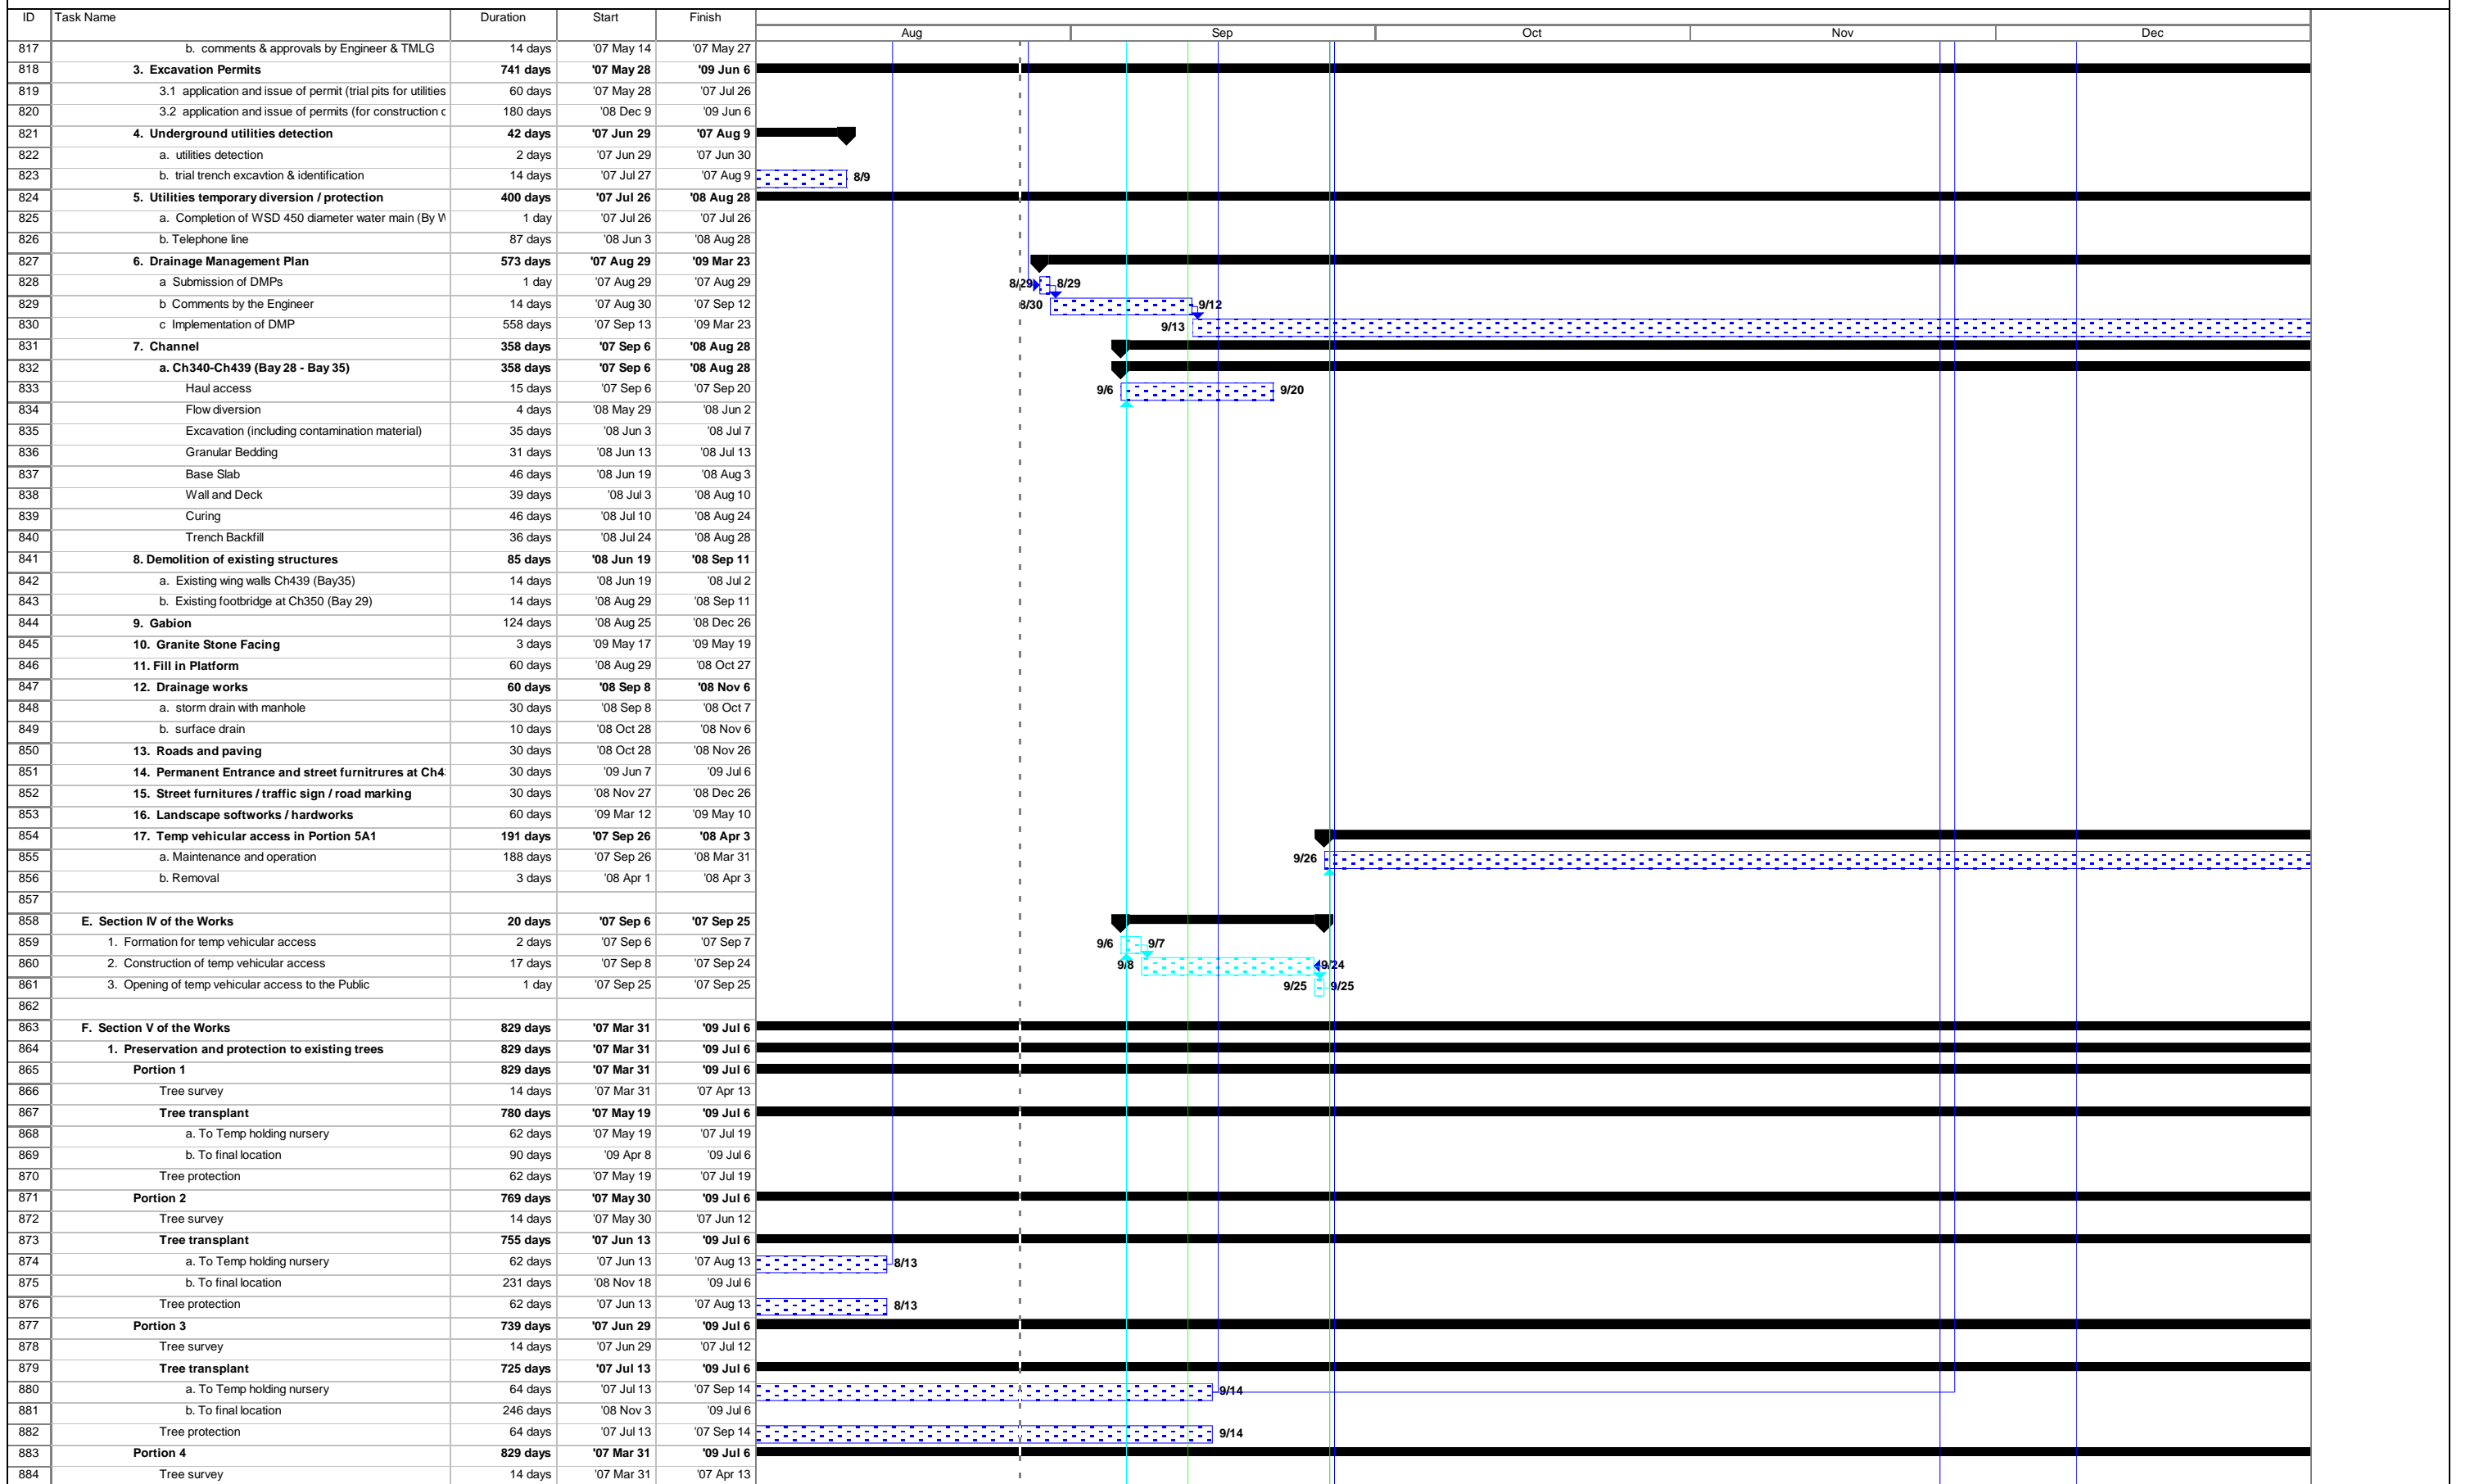 ID Task Name Duration Start Finish
Aug Sep Oct Nov Dec
817 b. comments & approvals by Engineer & TMLG 14 days '07 May 14 '07 May 27
818 3. Excavation Permits 741 days '07 May 28 '09 Jun 6
819 3.1 application and issue of permit (trial pits for utilities 60 days '07 May 28 '07 Jul 26
820 3.2 application and issue of permits (for construction c 180 days '08 Dec 9 '09 Jun 6
821 4. Underground utilities detection 42 days '07 Jun 29 '07 Aug 9
822 a. utilities detection 2 days '07 Jun 29 '07 Jun 30
823 b. trial trench excavtion & identification 14 days '07 Jul 27 '07 Aug 9 8/9
824 5. Utilities temporary diversion / protection 400 days '07 Jul 26 '08 Aug 28
825 a. Completion of WSD 450 diameter water main (By W 1 day '07 Jul 26 '07 Jul 26
826 b. Telephone line 87 days '08 Jun 3 '08 Aug 28
827 6. Drainage Management Plan 573 days '07 Aug 29 '09 Mar 23
828 a Submission of DMPs 1 day '07 Aug 29 '07 Aug 29 8/29 8/29
829 b Comments by the Engineer 14 days '07 Aug 30 '07 Sep 12 8/30 9/12
830 c Implementation of DMP 558 days '07 Sep 13 '09 Mar 23 9/13
831 7. Channel 358 days '07 Sep 6 '08 Aug 28
832 a. Ch340-Ch439 (Bay 28 - Bay 35) 358 days '07 Sep 6 '08 Aug 28
833 Haul access 15 days '07 Sep 6 '07 Sep 20 9/6 9/20
834 Flow diversion 4 days '08 May 29 '08 Jun 2
835 Excavation (including contamination material) 35 days '08 Jun 3 '08 Jul 7
836 Granular Bedding 31 days '08 Jun 13 '08 Jul 13
837 Base Slab 46 days '08 Jun 19 '08 Aug 3
838 Wall and Deck 39 days '08 Jul 3 '08 Aug 10
839 Curing 46 days '08 Jul 10 '08 Aug 24
840 Trench Backfill 36 days '08 Jul 24 '08 Aug 28
841 8. Demolition of existing structures 85 days '08 Jun 19 '08 Sep 11
842 a. Existing wing walls Ch439 (Bay35) 14 days '08 Jun 19 '08 Jul 2
843 b. Existing footbridge at Ch350 (Bay 29) 14 days '08 Aug 29 '08 Sep 11
844 9. Gabion 124 days '08 Aug 25 '08 Dec 26
845 10. Granite Stone Facing 3 days '09 May 17 '09 May 19
846 11. Fill in Platform 60 days '08 Aug 29 '08 Oct 27
847 12. Drainage works 60 days '08 Sep 8 '08 Nov 6
848 a. storm drain with manhole 30 days '08 Sep 8 '08 Oct 7
849 b. surface drain 10 days '08 Oct 28 '08 Nov 6
850 13. Roads and paving 30 days '08 Oct 28 '08 Nov 26
851 14. Permanent Entrance and street furnitrures at Ch4 30 days '09 Jun 7 '09 Jul 6
852 15. Street furnitures / traffic sign / road marking 30 days '08 Nov 27 '08 Dec 26
853 16. Landscape softworks / hardworks 60 days '09 Mar 12 '09 May 10
854 17. Temp vehicular access in Portion 5A1 191 days '07 Sep 26 '08 Apr 3
855 a. Maintenance and operation 188 days '07 Sep 26 '08 Mar 31 9/26
856 b. Removal 3 days '08 Apr 1 '08 Apr 3
857
858 E. Section IV of the Works 20 days '07 Sep 6 '07 Sep 25
859 1. Formation for temp vehicular access 2 days '07 Sep 6 '07 Sep 7 9/6 9/7
860 2. Construction of temp vehicular access 17 days '07 Sep 8 '07 Sep 24 9/8 9/24
861 3. Opening of temp vehicular access to the Public 1 day '07 Sep 25 '07 Sep 25 9/25 9/25
862
863 F. Section V of the Works 829 days '07 Mar 31 '09 Jul 6
864 1. Preservation and protection to existing trees 829 days '07 Mar 31 '09 Jul 6
865 Portion 1 829 days '07 Mar 31 '09 Jul 6
866 Tree survey 14 days '07 Mar 31 '07 Apr 13
867 Tree transplant 780 days '07 May 19 '09 Jul 6
868 a. To Temp holding nursery 62 days '07 May 19 '07 Jul 19
869 b. To final location 90 days '09 Apr 8 '09 Jul 6
870 Tree protection 62 days '07 May 19 '07 Jul 19
871 Portion 2 769 days '07 May 30 '09 Jul 6
872 Tree survey 14 days '07 May 30 '07 Jun 12
873 Tree transplant 755 days '07 Jun 13 '09 Jul 6
874 a. To Temp holding nursery 62 days '07 Jun 13 '07 Aug 13 8/13
875 b. To final location 231 days '08 Nov 18 '09 Jul 6
876 Tree protection 62 days '07 Jun 13 '07 Aug 13 8/13
877 Portion 3 739 days '07 Jun 29 '09 Jul 6
878 Tree survey 14 days '07 Jun 29 '07 Jul 12
879 Tree transplant 725 days '07 Jul 13 '09 Jul 6
880 a. To Temp holding nursery 64 days '07 Jul 13 '07 Sep 14 9/14
881 b. To final location 246 days '08 Nov 3 '09 Jul 6
882 Tree protection 64 days '07 Jul 13 '07 Sep 14 9/14
883 Portion 4 829 days '07 Mar 31 '09 Jul 6
884 Tree survey 14 days '07 Mar 31 '07 Apr 13